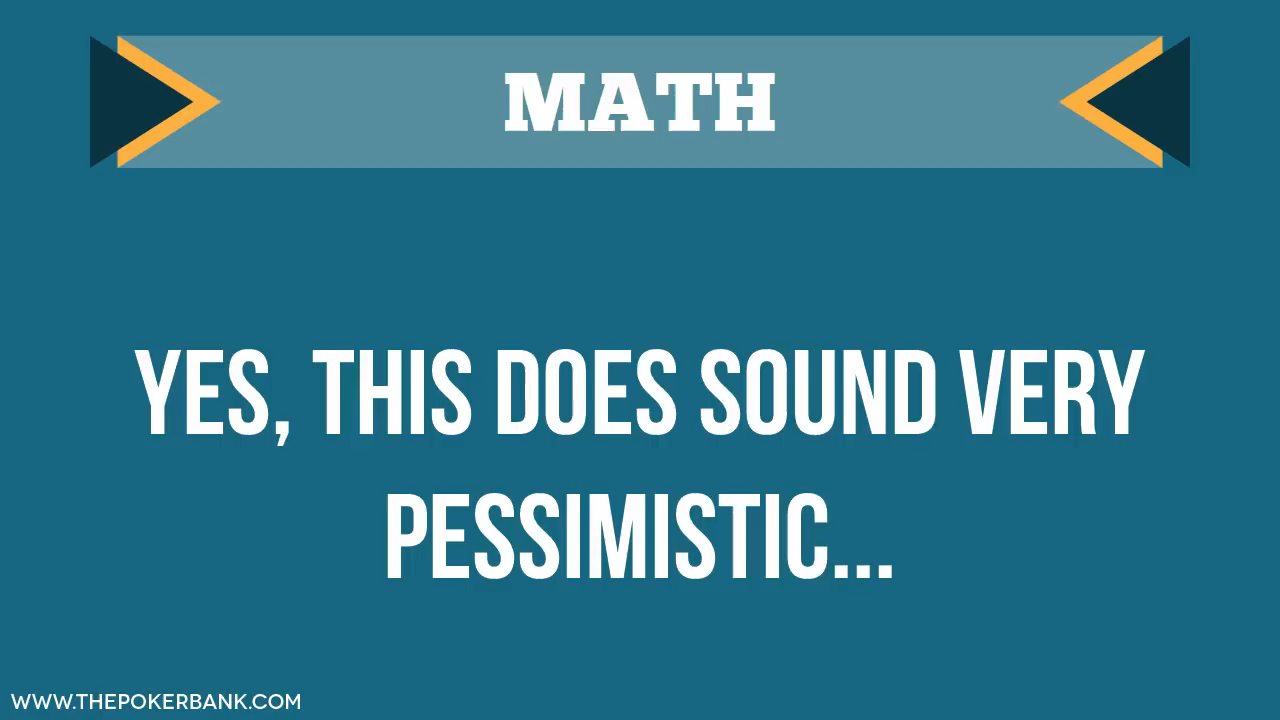 MATH
YES, THIS DOES SOUND VERY
PESSIMISTIC...
WWW.THEPOKERBANK.COM